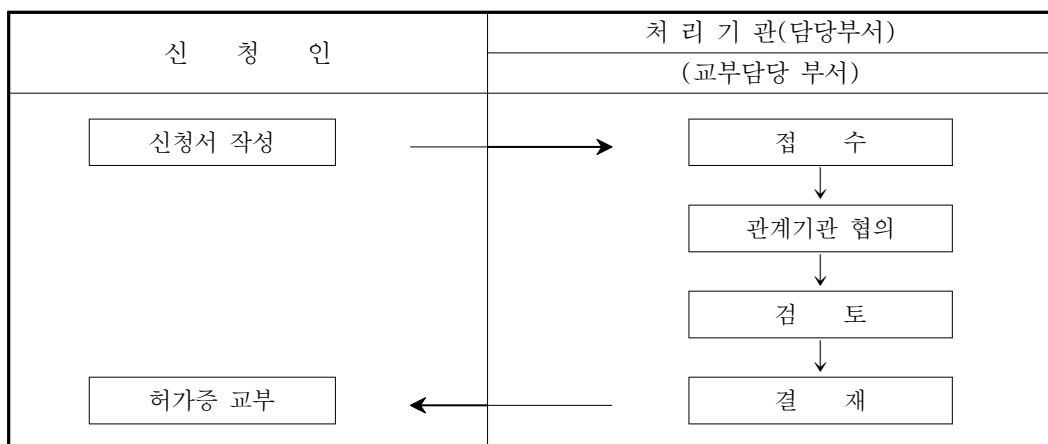 신 청 인
처 리 기 관(담당부서)
(교부담당 부서)
신청서 작성
접 수
관계기관 협의
검 토
허가증 교부
결 재